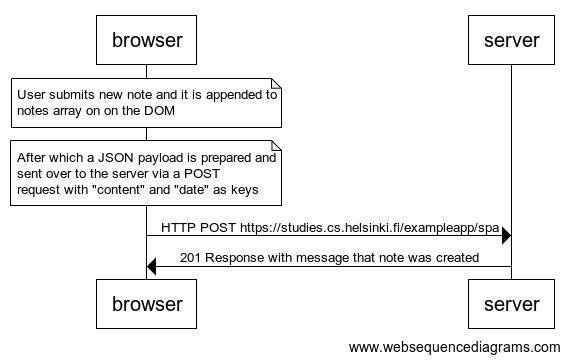 browser
server
User submits new note and it is appended to
notes array on on the DOM
After which a JSON payload is prepared and
sent over to the server via a POST
request with "content" and "date" as keys
HTTP POST https://studies.cs.helsinki.fi/exampleapp/spa
201 Response with message that note was created
browser
server
www.websequencediagrams.com